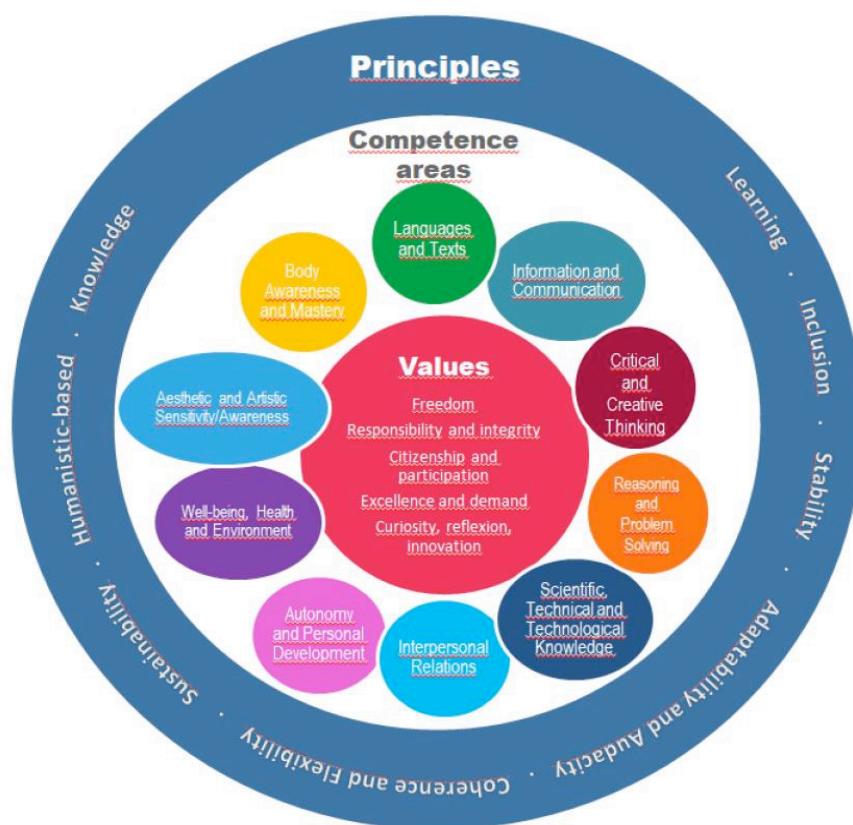 Principles
Competence
areas
Languages
and Texts
Information and
Communication
Critical
and
Creative
Thinking
Reasoning
and
Problem
Solving
Scientific,
Technical and
Technological
Knowledge
Interpersonal
Relations
Autonomy
and Personal
Development
Well-being, Health
and Environment
Aesthetic and Artistic
Sensitivity/Awareness
Body
Awareness
and Mastery
Values
Freedom
Responsibility and integrity
Citizenship and
participation
Excellence and demand
Curiosity, reflexion,
innovation
Learning · Inclusion · Stability · Adaptability and Audacity · Coherence and Flexibility · Sustainability · Humanistic-based · Knowledge